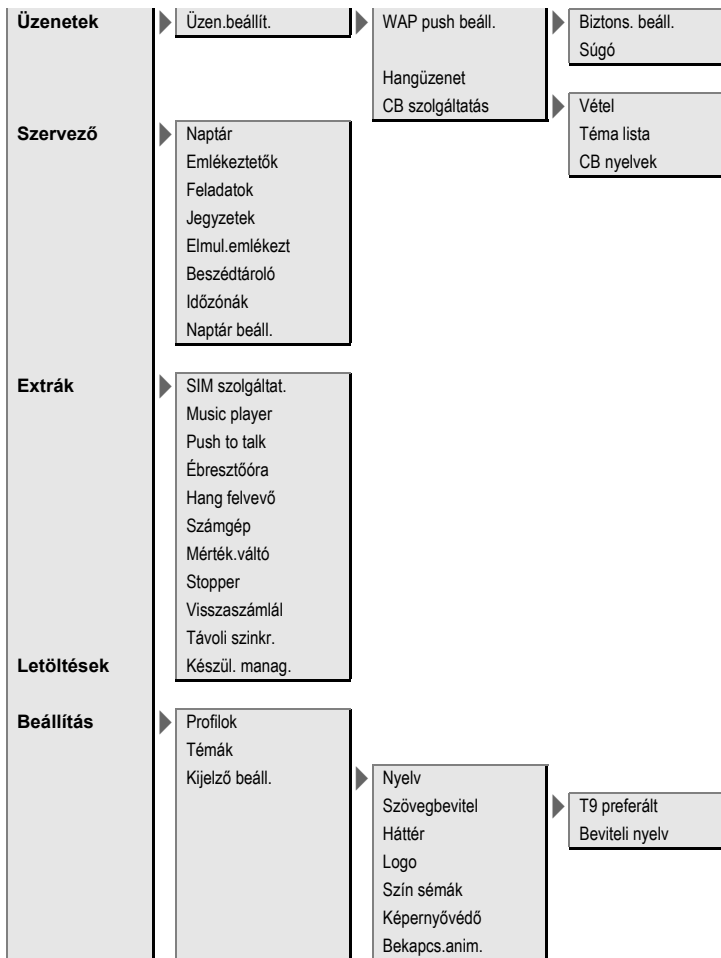 Üzenetek
Üzen.beállít.
WAP push beáll.
Biztons. beáll.
Súgó
Hangüzenet
CB szolgáltatás
Vétel
Téma lista
CB nyelvek
Szervező
Naptár
Emlékeztetők
Feladatok
Jegyzetek
Elmul.emlékezt
Beszédtároló
Időzónák
Naptár beáll.
Extrák
SIM szolgáltat.
Music player
Push to talk
Ébresztőóra
Hang felvevő
Számgép
Mérték.váltó
Stopper
Visszaszámlál
Távoli szinkr.
Készül. manag.
Letöltések
Beállítás
Profilok
Témák
Kijelző beáll.
Nyelv
Szövegbevitel
T9 preferált
Beviteli nyelv
Háttér
Logo
Szín sémák
Képernyővédő
Bekapcs.anim.